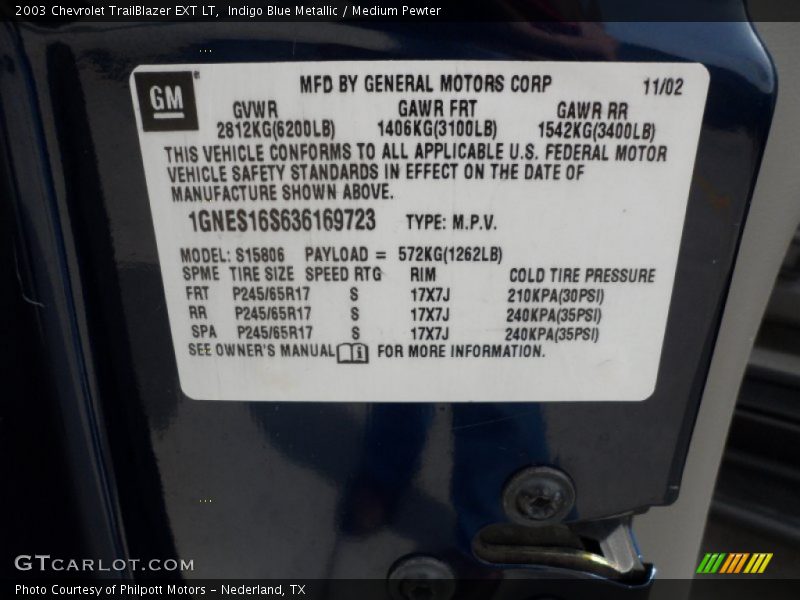 2003 Chevrolet TrailBlazer EXT LT, Indigo Blue Metallic / Medium Pewter
GM
MFD BY GENERAL MOTORS CORP 11/02
GVWR GAWR FRT GAWR RR
2812KG(6200LB) 1406KG(3100LB) 1542KG(3400LB)
THIS VEHICLE CONFORMS TO ALL APPLICABLE U.S. FEDERAL MOTOR
VEHICLE SAFETY STANDARDS IN EFFECT ON THE DATE OF
MANUFACTURE SHOWN ABOVE.
1GNES16S636169723 TYPE: M.P.V.
MODEL: S15806 PAYLOAD = 572KG(1262LB)
SPME TIRE SIZE SPEED RTG RIM COLD TIRE PRESSURE
FRT P245/65R17 S 17X7J 210KPA(30PSI)
RR P245/65R17 S 17X7J 240KPA(35PSI)
SPA P245/65R17 S 17X7J 240KPA(35PSI)
SEE OWNER'S MANUAL FOR MORE INFORMATION.
GTCARLOT.COM
Photo Courtesy of Philpott Motors - Nederland, TX